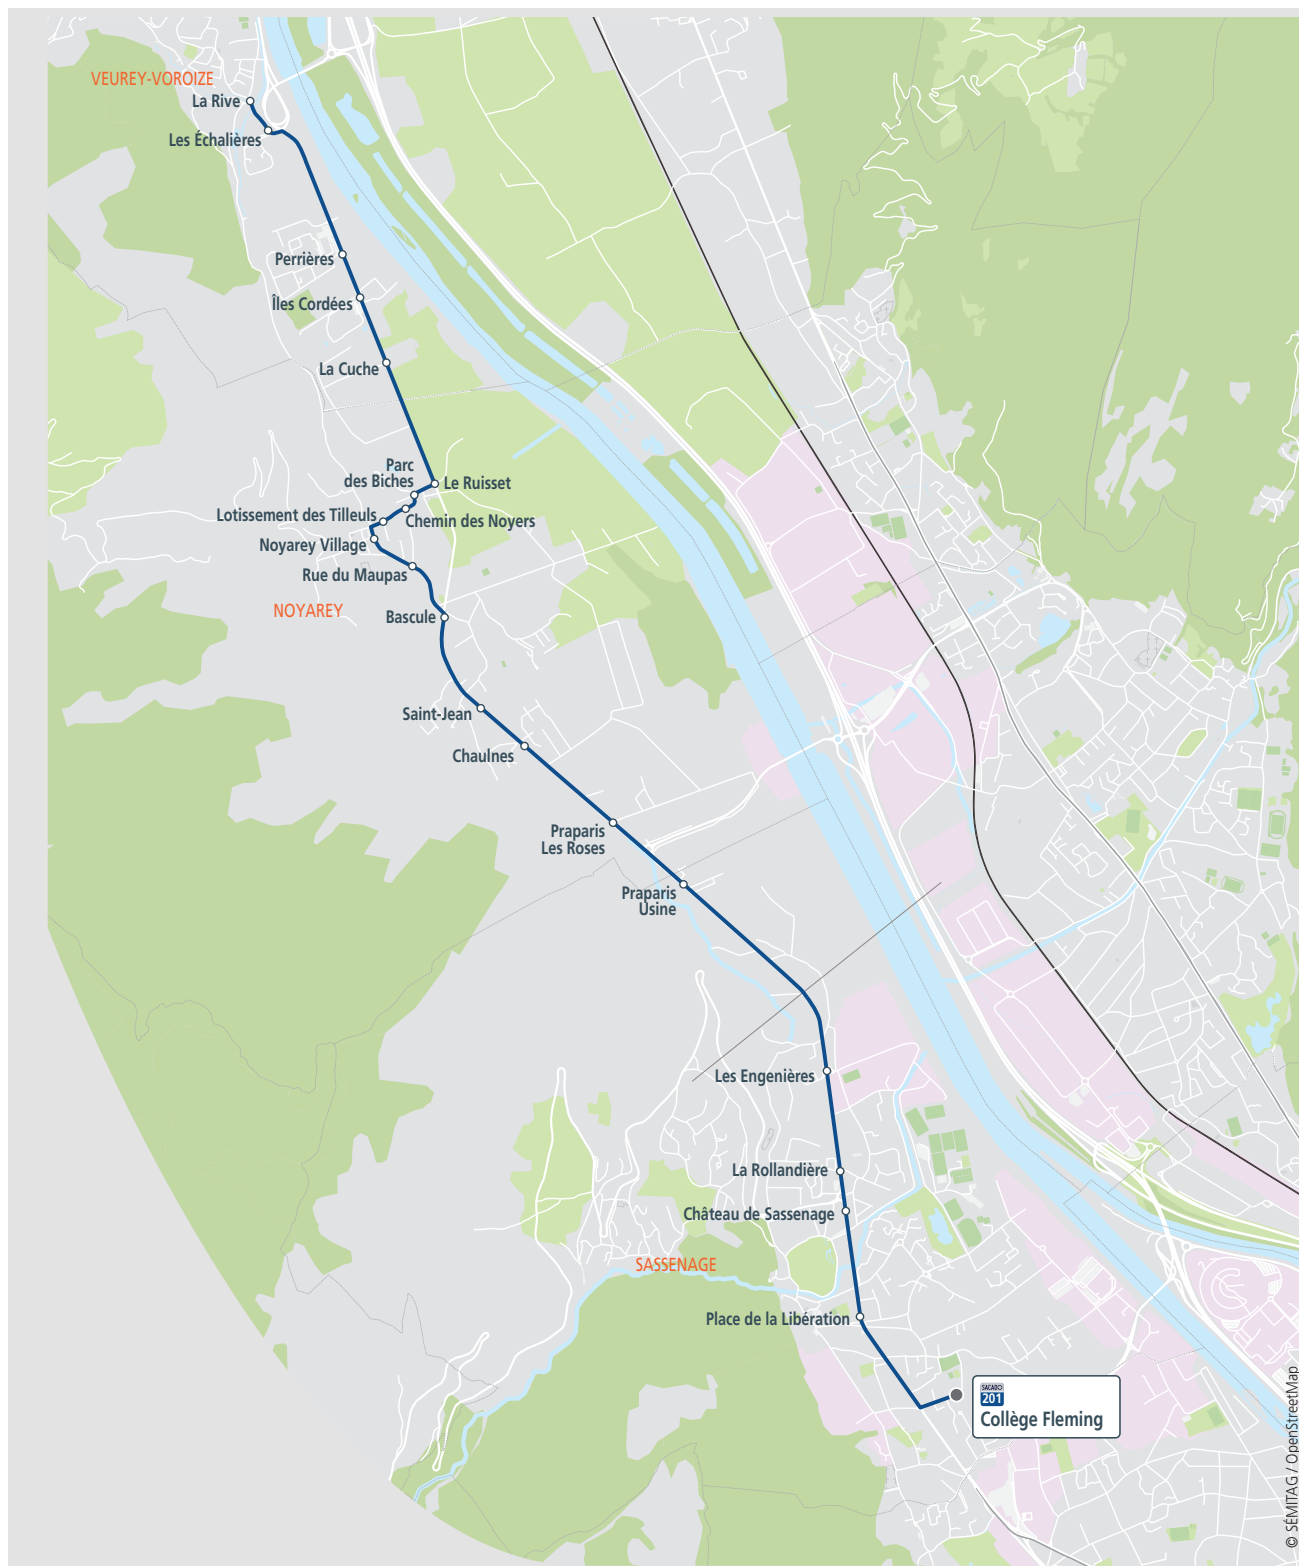 VEUREY-VOROIZE
La Rive
Les Échalières
Perrières
Îles Cordées
La Cuche
Parc
des Biches
Le Ruisset
Lotissement des Tilleuls
Chemin des Noyers
Noyarey Village
Rue du Maupas
NOYAREY
Bascule
Saint-Jean
Chaulnes
Praparis
Les Roses
Praparis
Usine
Les Engenières
La Rollandière
Château de Sassenage
SASSENAGE
Place de la Libération
SACADO
201
Collège Fleming
© SÉMITAG / OpenStreetMap